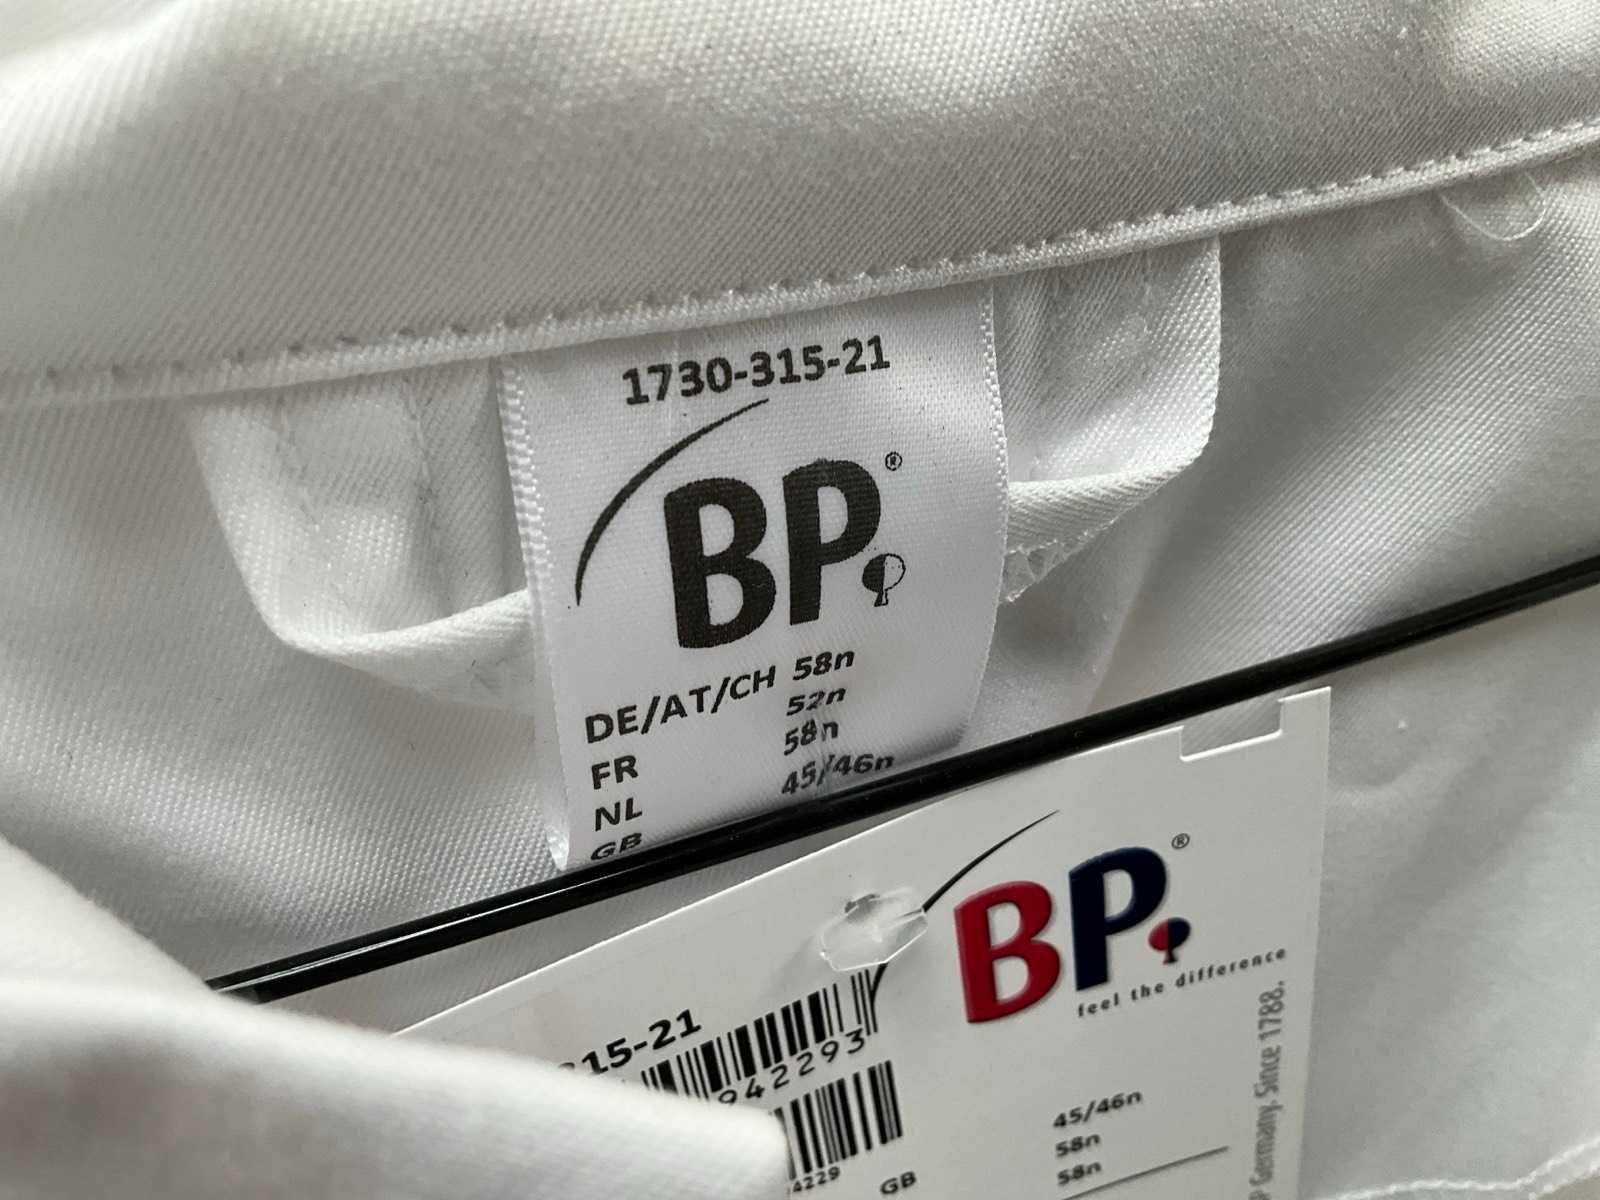 1730-315-21
BP®
DE/AT/CH 58n
FR 52n
NL 58n
GB 45/46n
BP®
feel the difference
315-21
942293
4229
GB
45/46n
58n
58n
Germany. Since 1788.